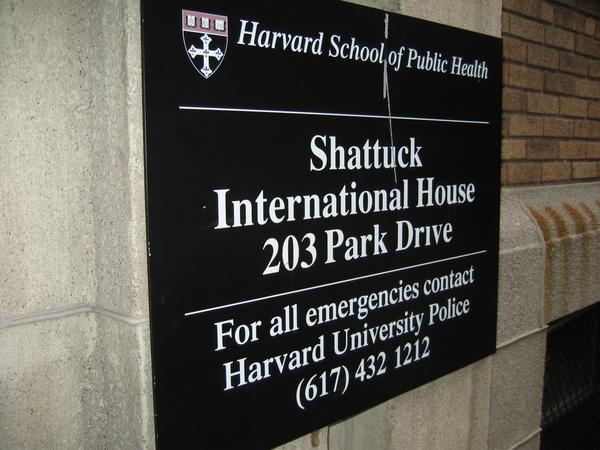 Harvard School of Public Health
Shattuck
International House
203 Park Drive
For all emergencies contact
Harvard University Police
(617) 432 1212